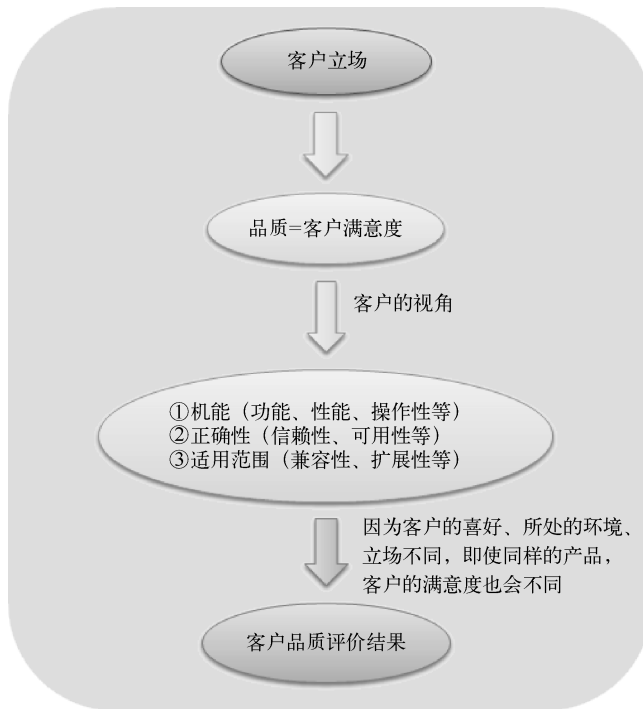 客户立场
品质=客户满意度
客户的视角
①机能（功能、性能、操作性等）
②正确性（信赖性、可用性等）
③适用范围（兼容性、扩展性等）
因为客户的喜好、所处的环境、
立场不同，即使同样的产品，
客户的满意度也会不同
客户品质评价结果